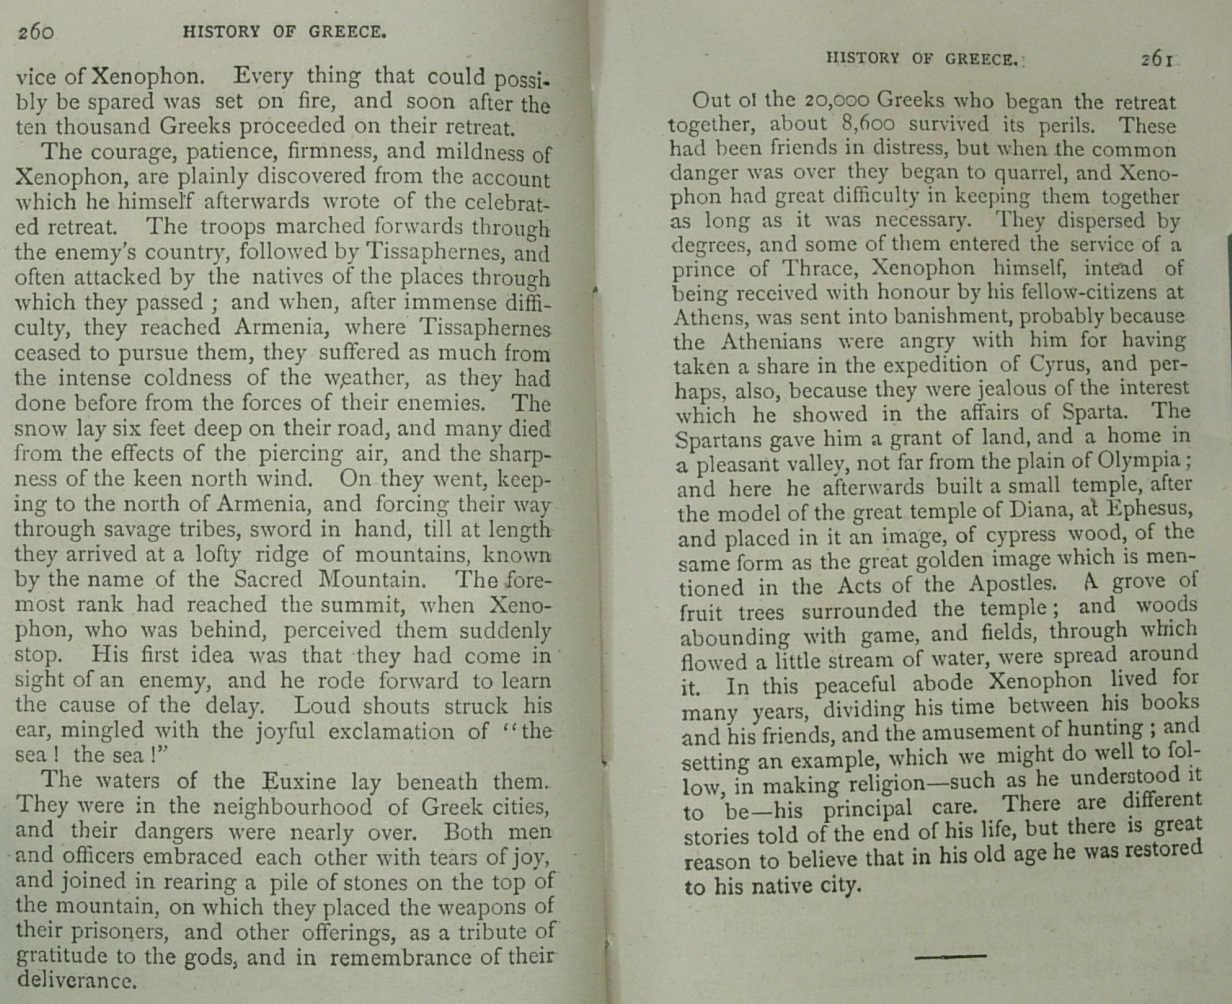 260 HISTORY OF GREECE.
vice of Xenophon. Every thing that could possi-
bly be spared was set on fire, and soon after the
ten thousand Greeks proceeded on their retreat.
The courage, patience, firmness, and mildness of
Xenophon, are plainly discovered from the account
which he himself afterwards wrote of the celebrat-
ed retreat. The troops marched forwards through
the enemy's country, followed by Tissaphernes, and
often attacked by the natives of the places through
which they passed ; and when, after immense diffi-
culty, they reached Armenia, where Tissaphernes
ceased to pursue them, they suffered as much from
the intense coldness of the weather, as they had
done before from the forces of their enemies. The
snow lay six feet deep on their road, and many died
from the effects of the piercing air, and the sharp-
ness of the keen north wind. On they went, keep-
ing to the north of Armenia, and forcing their way
through savage tribes, sword in hand, till at length
they arrived at a lofty ridge of mountains, known
by the name of the Sacred Mountain. The fore-
most rank had reached the summit, when Xeno-
phon, who was behind, perceived them suddenly
stop. His first idea was that they had come in
sight of an enemy, and he rode forward to learn
the cause of the delay. Loud shouts struck his
ear, mingled with the joyful exclamation of "the
sea ! the sea !"
The waters of the Euxine lay beneath them.
They were in the neighbourhood of Greek cities,
and their dangers were nearly over. Both men
and officers embraced each other with tears of joy,
and joined in rearing a pile of stones on the top of
the mountain, on which they placed the weapons of
their prisoners, and other offerings, as a tribute of
gratitude to the gods, and in remembrance of their
deliverance.
HISTORY OF GREECE. 261
Out of the 20,000 Greeks who began the retreat
together, about 8,600 survived its perils. These
had been friends in distress, but when the common
danger was over they began to quarrel, and Xeno-
phon had great difficulty in keeping them together
as long as it was necessary. They dispersed by
degrees, and some of them entered the service of a
prince of Thrace, Xenophon himself, intead of
being received with honour by his fellow-citizens at
Athens, was sent into banishment, probably because
the Athenians were angry with him for having
taken a share in the expedition of Cyrus, and per-
haps, also, because they were jealous of the interest
which he showed in the affairs of Sparta. The
Spartans gave him a grant of land, and a home in
a pleasant valley, not far from the plain of Olympia ;
and here he afterwards built a small temple, after
the model of the great temple of Diana, at Ephesus,
and placed in it an image, of cypress wood, of the
same form as the great golden image which is men-
tioned in the Acts of the Apostles. A grove of
fruit trees surrounded the temple ; and woods
abounding with game, and fields, through which
flowed a little stream of water, were spread around
it. In this peaceful abode Xenophon lived for
many years, dividing his time between his books
and his friends, and the amusement of hunting ; and
setting an example, which we might do well to fol-
low, in making religion—such as he understood it
to be—his principal care. There are different
stories told of the end of his life, but there is great
reason to believe that in his old age he was restored
to his native city.